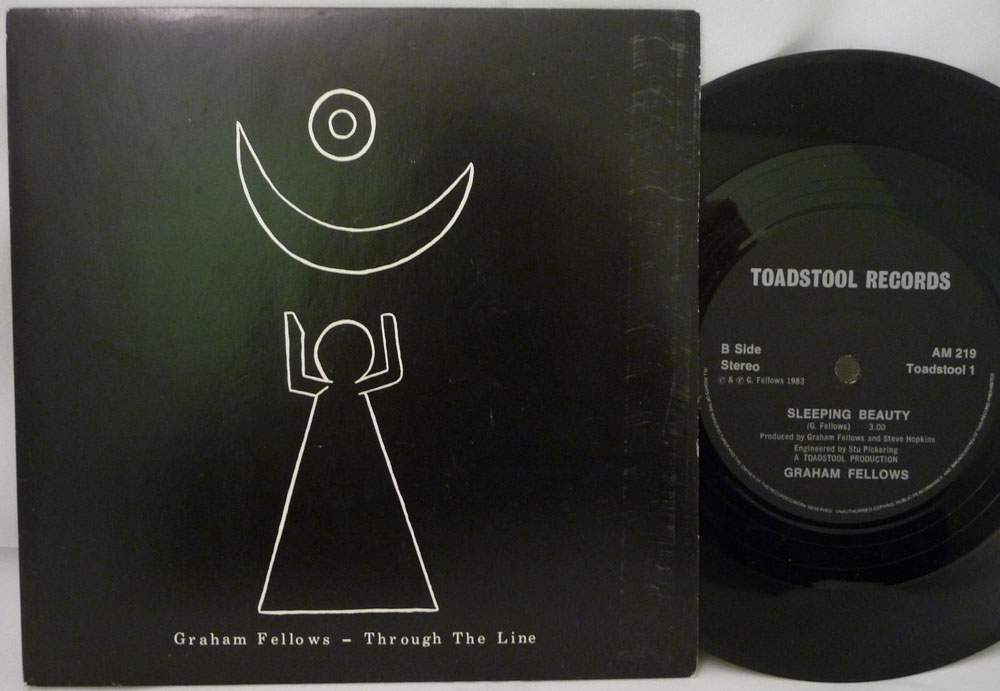 Graham Fellows – Through The Line
TOADSTOOL RECORDS
B Side
Stereo
© & ℗ G. Fellows 1983
AM 219
Toadstool 1
SLEEPING BEAUTY
(G. Fellows) 3.00
Produced by Graham Fellows and Steve Hopkins
Engineered by Stu Pickering
A TOADSTOOL PRODUCTION
GRAHAM FELLOWS